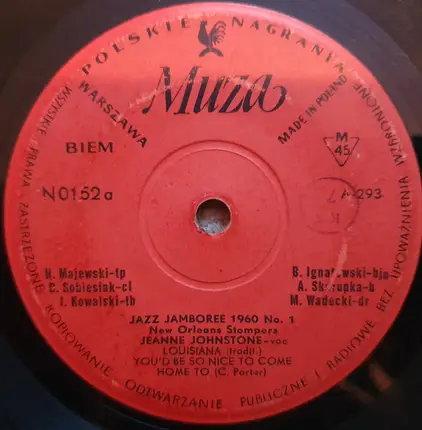 POLSKIE NAGRANIA
WARSZAWA
Muza
MADE IN POLAND
BIEM
M
45
N0152a
A-293
H. Majewski-tp
C. Sobiesiak-cl
I. Kowalski-tb
B. Ignatowski-bjo
A. Skorupka-b
M. Wadecki-dr
JAZZ JAMBOREE 1960 No. 1
New Orleans Stompers
JEANNE JOHNSTONE-voc
LOUISIANA (tradit.)
YOU'D BE SO NICE TO COME
HOME TO (C. Porter)
WSZYSTKIE PRAWA ZASTRZEŻONE KOPIOWANIE ODTWARZANIE PUBLICZNE I RADIOWE BEZ UPOWAŻNIENIA WZBRONIONE